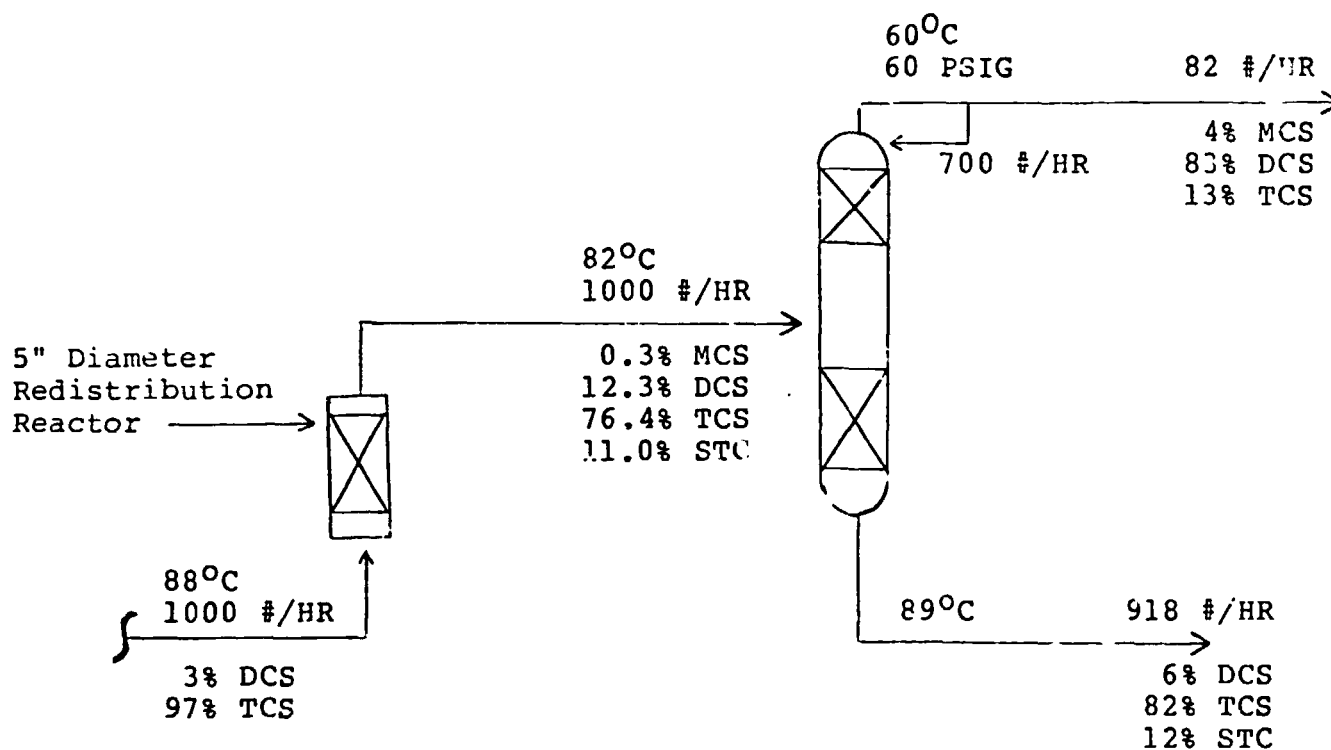 60°C
60 PSIG
82 #/HR
700 #/HR
4% MCS
83% DCS
13% TCS
82°C
1000 #/HR
0.3% MCS
12.3% DCS
76.4% TCS
11.0% STC
5" Diameter
Redistribution
Reactor
88°C
1000 #/HR
3% DCS
97% TCS
89°C
918 #/HR
6% DCS
82% TCS
12% STC